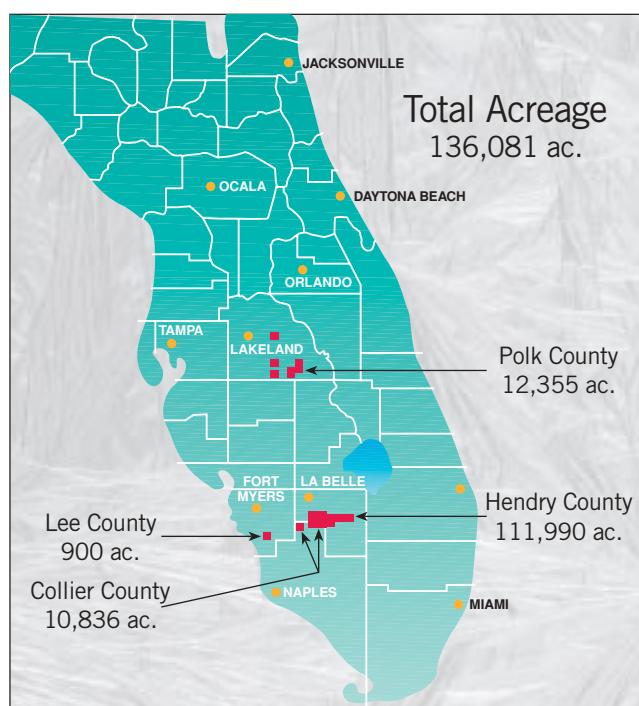 JACKSONVILLE
Total Acreage
136,081 ac.
OCALA
DAYTONA BEACH
ORLANDO
TAMPA
LAKELAND
Polk County
12,355 ac.
FORT
MYERS
LA BELLE
Hendry County
111,990 ac.
Lee County
900 ac.
Collier County
10,836 ac.
NAPLES
MIAMI